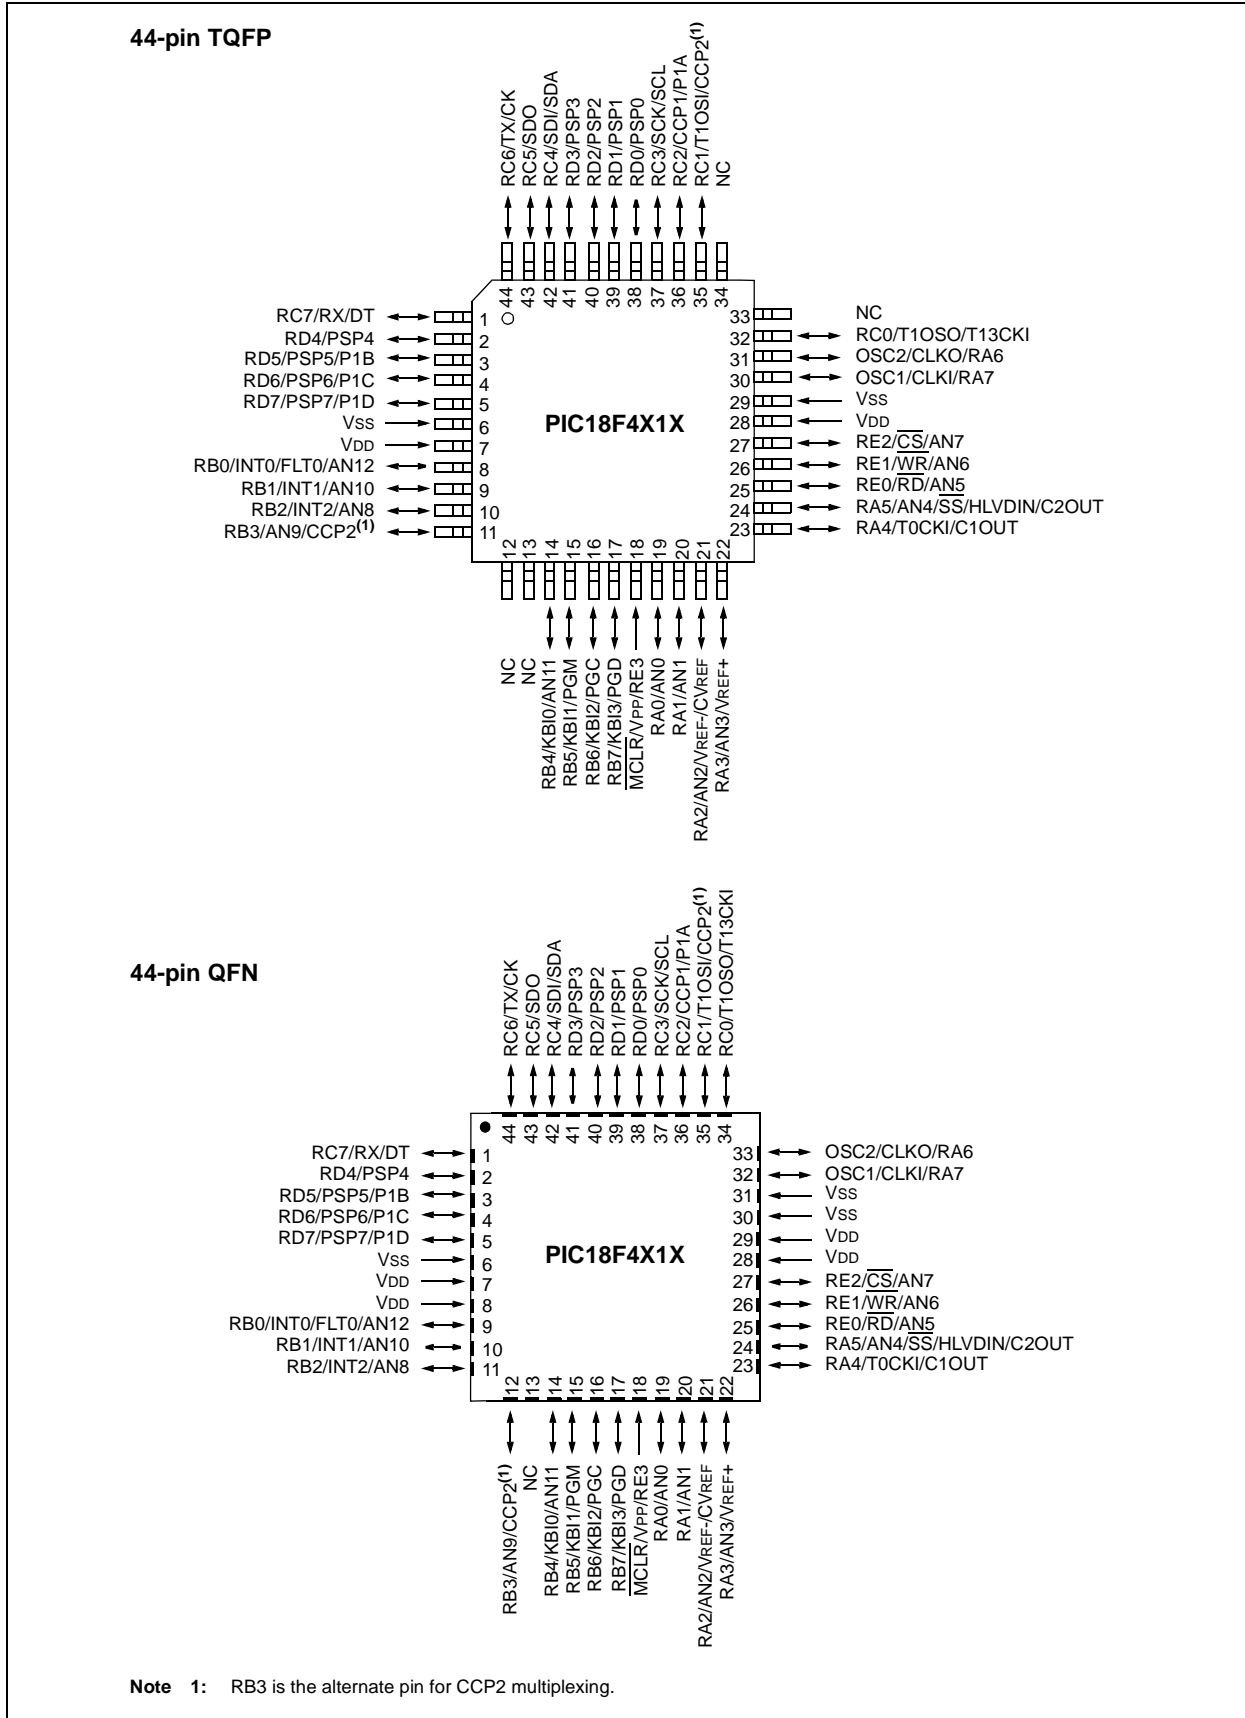 44-pin TQFP
RC6/TX/CK
RC5/SDO
RC4/SDI/SDA
RD3/PSP3
RD2/PSP2
RD1/PSP1
RD0/PSP0
RC3/SCK/SCL
RC2/CCP1/P1A
RC1/T1OSI/CCP2(1)
NC
44
43
42
41
40
39
38
37
36
35
34
RC7/RX/DT 1
RD4/PSP4 2
RD5/PSP5/P1B 3
RD6/PSP6/P1C 4
RD7/PSP7/P1D 5
VSS 6
VDD 7
RB0/INT0/FLT0/AN12 8
RB1/INT1/AN10 9
RB2/INT2/AN8 10
RB3/AN9/CCP2(1) 11
PIC18F4X1X
33 NC
32 RC0/T1OSO/T13CKI
31 OSC2/CLKO/RA6
30 OSC1/CLKI/RA7
29 VSS
28 VDD
27 RE2/CS/AN7
26 RE1/WR/AN6
25 RE0/RD/AN5
24 RA5/AN4/SS/HLVDIN/C2OUT
23 RA4/T0CKI/C1OUT
12
13
14
15
16
17
18
19
20
21
22
NC
NC
RB4/KBI0/AN11
RB5/KBI1/PGM
RB6/KBI2/PGC
RB7/KBI3/PGD
MCLR/VPP/RE3
RA0/AN0
RA1/AN1
RA2/AN2/VREF-/CVREF
RA3/AN3/VREF+
44-pin QFN
RC6/TX/CK
RC5/SDO
RC4/SDI/SDA
RD3/PSP3
RD2/PSP2
RD1/PSP1
RD0/PSP0
RC3/SCK/SCL
RC2/CCP1/P1A
RC1/T1OSI/CCP2(1)
RC0/T1OSO/T13CKI
44
43
42
41
40
39
38
37
36
35
34
RC7/RX/DT 1
RD4/PSP4 2
RD5/PSP5/P1B 3
RD6/PSP6/P1C 4
RD7/PSP7/P1D 5
VSS 6
VDD 7
VDD 8
RB0/INT0/FLT0/AN12 9
RB1/INT1/AN10 10
RB2/INT2/AN8 11
PIC18F4X1X
33 OSC2/CLKO/RA6
32 OSC1/CLKI/RA7
31 VSS
30 VSS
29 VDD
28 VDD
27 RE2/CS/AN7
26 RE1/WR/AN6
25 RE0/RD/AN5
24 RA5/AN4/SS/HLVDIN/C2OUT
23 RA4/T0CKI/C1OUT
12
13
14
15
16
17
18
19
20
21
22
RB3/AN9/CCP2(1)
NC
RB4/KBI0/AN11
RB5/KBI1/PGM
RB6/KBI2/PGC
RB7/KBI3/PGD
MCLR/VPP/RE3
RA0/AN0
RA1/AN1
RA2/AN2/VREF-/CVREF
RA3/AN3/VREF+
Note 1: RB3 is the alternate pin for CCP2 multiplexing.